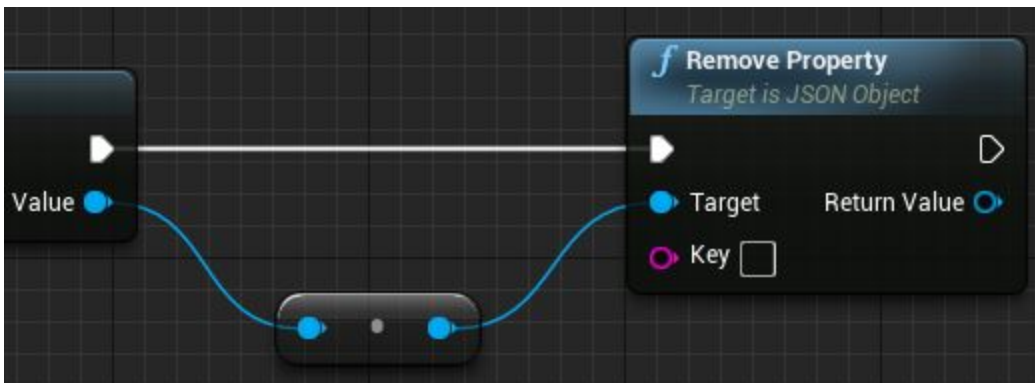 f Remove Property
Target is JSON Object
Value
Target
Return Value
Key